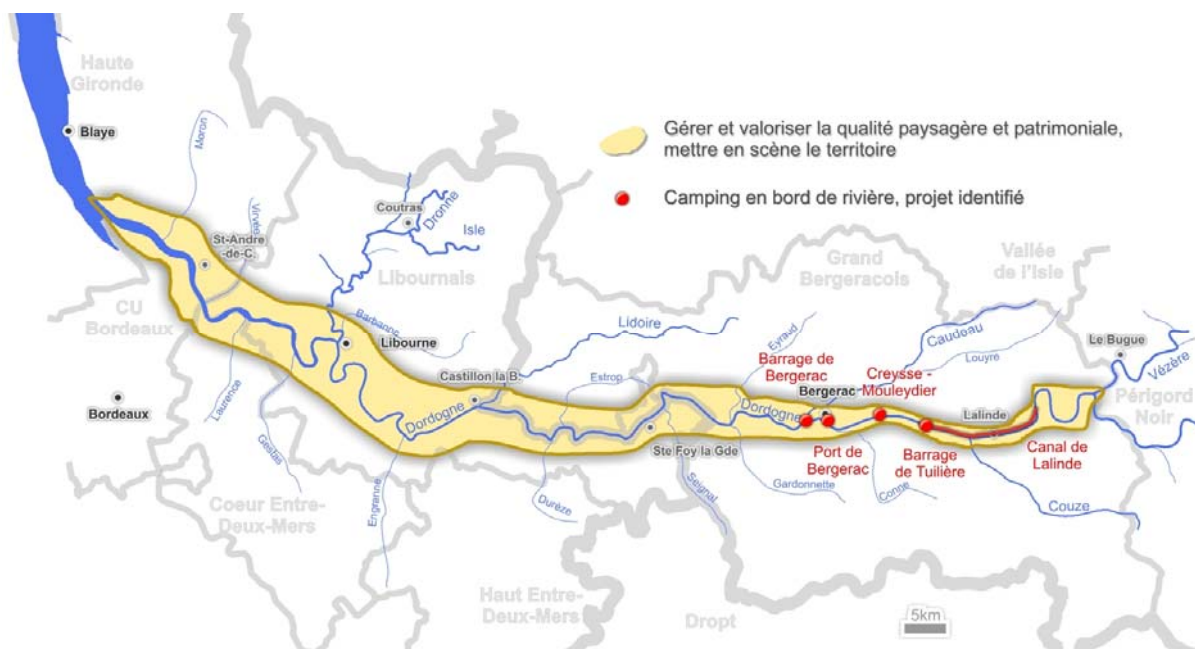 Haute
Gironde
Blaye
Moron
Virvée
Gérer et valoriser la qualité paysagère et patrimoniale,
mettre en scène le territoire
Camping en bord de rivière, projet identifié
Coutras
Dronne
Isle
St-Andre
-de-C.
Libournais
Grand
Bergeracois
Vallée
de l'Isle
CU
Bordeaux
Barbanne
Lidoire
Eyraud
Caudeau
Louyre
Le Bugue
Vézère
Libourne
Laurence
Castillon la B.
Estrop
Barrage de
Bergerac
Bergerac
Creysse -
Mouleydier
Lalinde
Périgord
Noir
Bordeaux
Dordogne
Dordogne
Gestas
Ste Foy la Gde
Port de
Bergerac
Barrage
de Tuilière
Canal de
Lalinde
Coeur Entre-
Deux-Mers
Engranne
Durèze
Seignal
Gardonnette
Conne
Couze
Haut Entre-
Deux-Mers
Dropt
5km